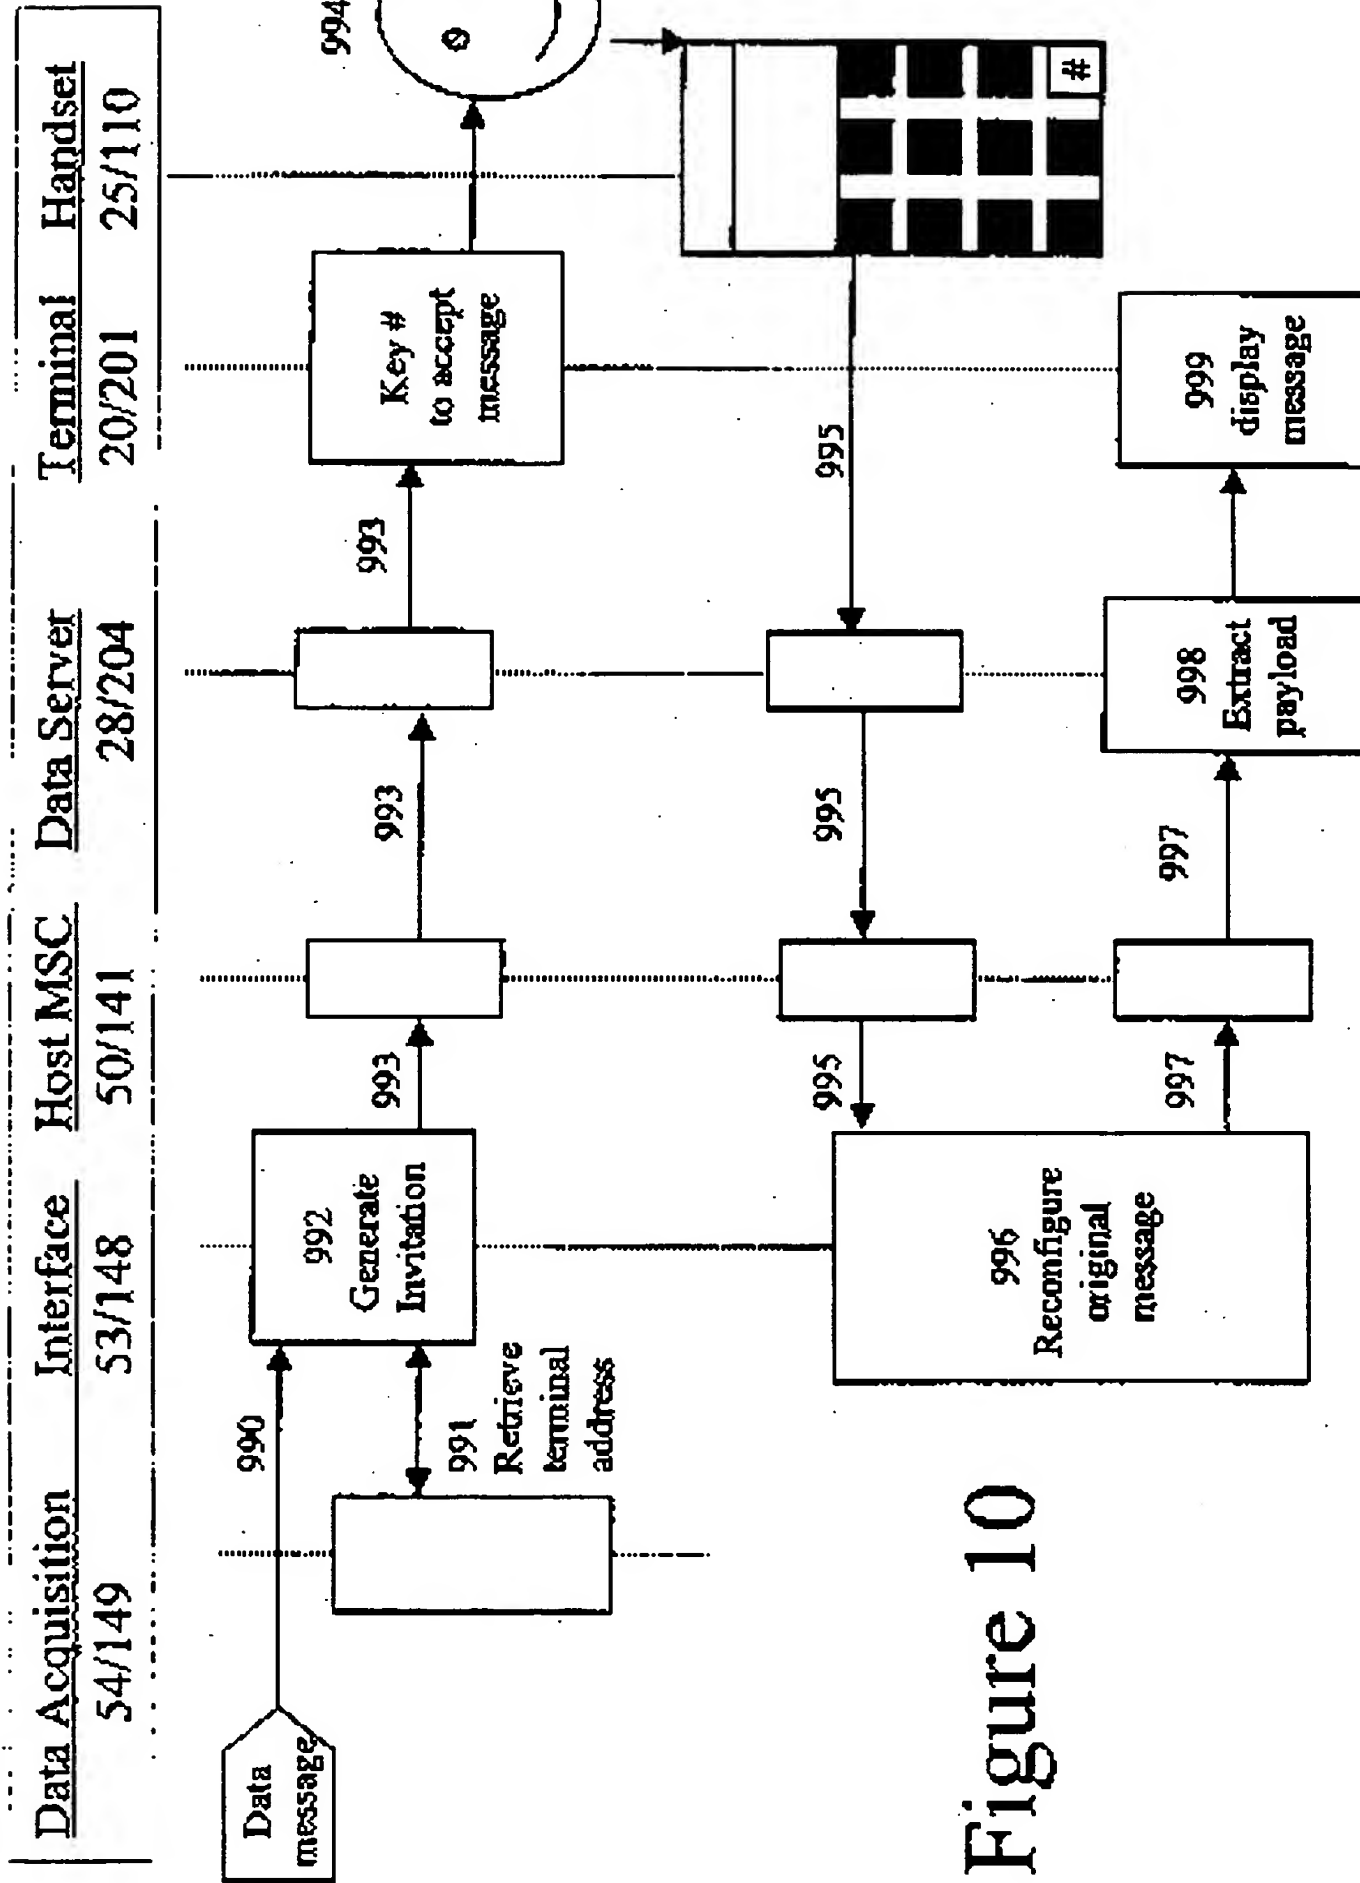 Data Acquisition Interface Host MSC Data Server Terminal Handset
54/149 53/148 50/141 28/204 20/201 25/110
Data
message
990
991
Retrieve
terminal
address
992
Generate
Invitation
993
993
993
Key #
to accept
message
994
#
995
995
995
996
Reconfigure
original
message
997
997
998
Extract
payload
999
display
message
Figure 10